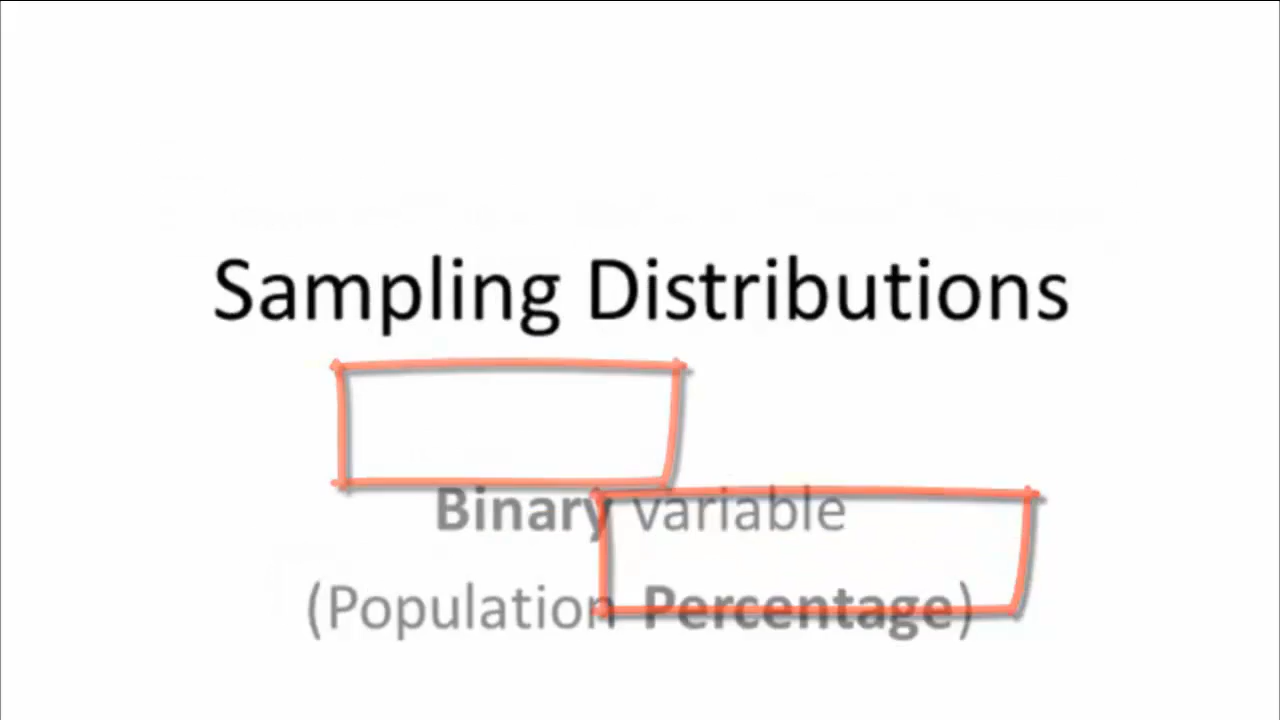 Sampling Distributions
Binary variable
(Population Percentage)